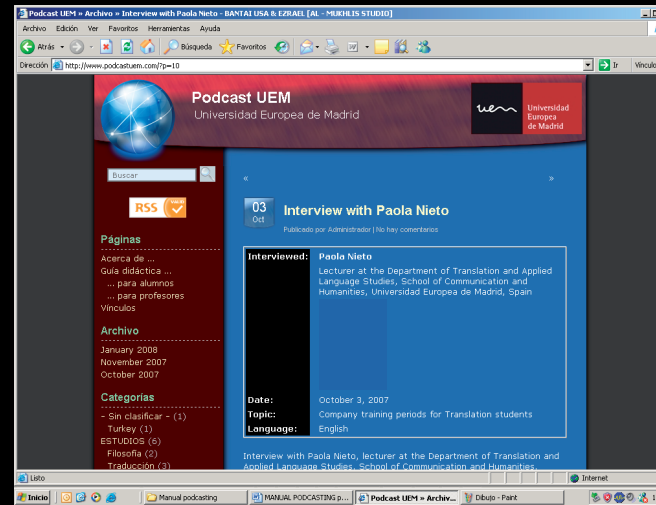 Podcast UEM » Archivo » Interview with Paola Nieto - BANTAI USA & EZRAEL [AL - MUKHLIS STUDIO]
Archivo Edición Ver Favoritos Herramientas Ayuda
Atrás Búsqueda Favoritos
Dirección http://www.podcastuem.com/?p=10 Ir Vínculo
Podcast UEM
Universidad Europea de Madrid
uem Universidad
Europea
de Madrid
Buscar
« »
RSS
03
Oct
Interview with Paola Nieto
Publicado por Administrador | No hay comentarios
Páginas
Acerca de ...
Guía didáctica ...
... para alumnos
... para profesores
Vínculos
Archivo
January 2008
November 2007
October 2007
Categorías
- Sin clasificar - (1)
Turkey (1)
ESTUDIOS (6)
Filosofía (2)
Traducción (3)
Interviewed: Paola Nieto
Lecturer at the Department of Translation and Applied
Language Studies, School of Communication and
Humanities, Universidad Europea de Madrid, Spain
Date: October 3, 2007
Topic: Company training periods for Translation students
Language: English
Interview with Paola Nieto, lecturer at the Department of Translation and
Applied Language Studies, School of Communication and Humanities,
Listo Internet
Inicio Manual podcasting MANUAL PODCASTING p... Podcast UEM » Archiv... Dibujo - Paint